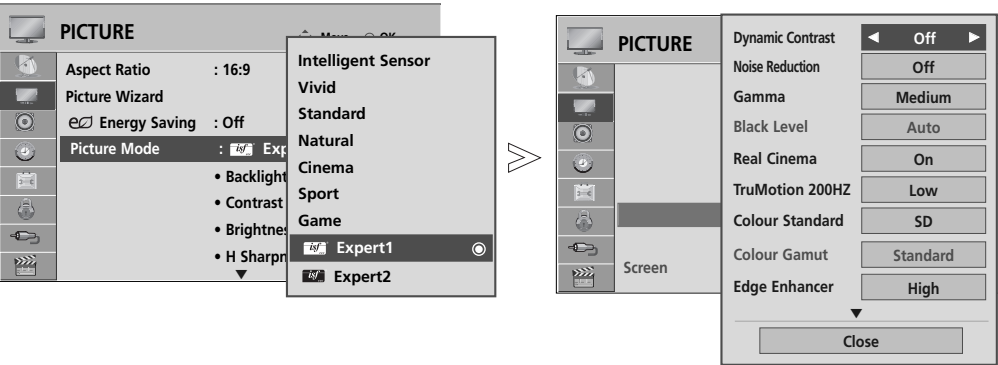 PICTURE
Move OK
Aspect Ratio : 16:9
Picture Wizard
Energy Saving : Off
Picture Mode : isf Exp
• Backlight
• Contrast
• Brightnes
• H Sharpn
▼
Intelligent Sensor
Vivid
Standard
Natural
Cinema
Sport
Game
isf Expert1
isf Expert2
PICTURE
Screen
Dynamic Contrast ◀ Off ▶
Noise Reduction Off
Gamma Medium
Black Level Auto
Real Cinema On
TruMotion 200HZ Low
Colour Standard SD
Colour Gamut Standard
Edge Enhancer High
▼
Close